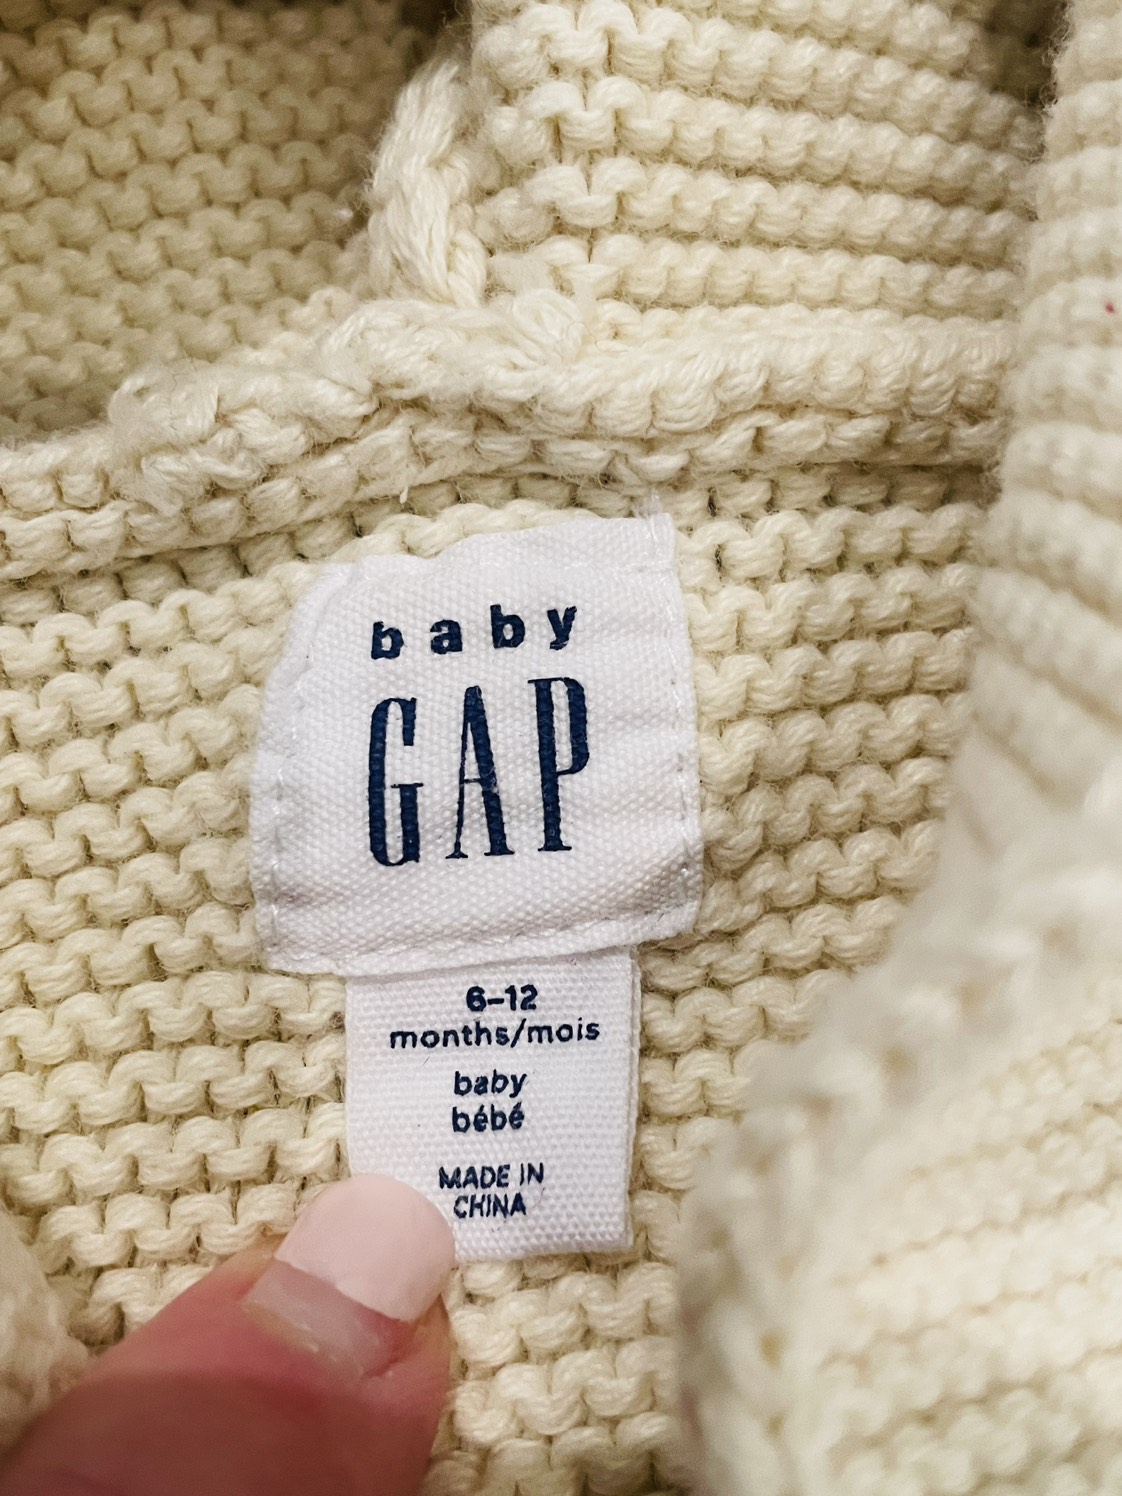 baby
GAP
6–12
months/mois
baby
bébé
MADE IN
CHINA